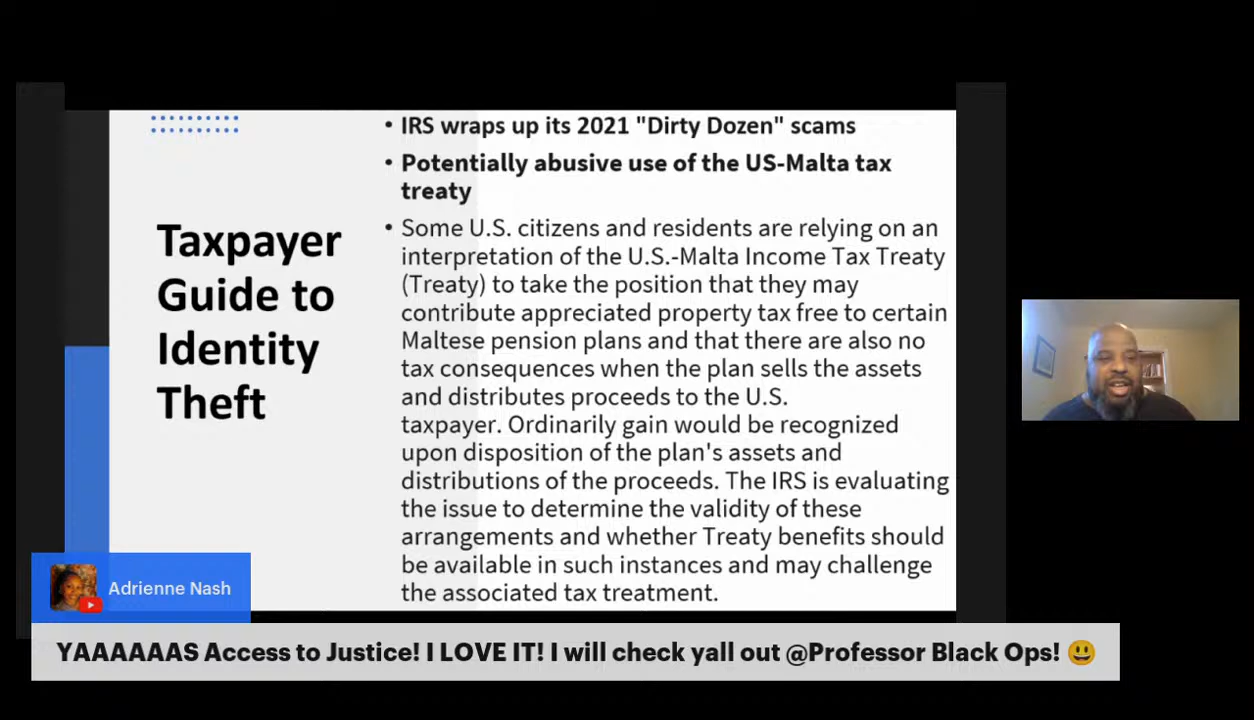 Taxpayer
Guide to
Identity
Theft
• IRS wraps up its 2021 "Dirty Dozen" scams
• Potentially abusive use of the US-Malta tax
treaty
• Some U.S. citizens and residents are relying on an
interpretation of the U.S.-Malta Income Tax Treaty
(Treaty) to take the position that they may
contribute appreciated property tax free to certain
Maltese pension plans and that there are also no
tax consequences when the plan sells the assets
and distributes proceeds to the U.S.
taxpayer. Ordinarily gain would be recognized
upon disposition of the plan's assets and
distributions of the proceeds. The IRS is evaluating
the issue to determine the validity of these
arrangements and whether Treaty benefits should
be available in such instances and may challenge
the associated tax treatment.
Adrienne Nash
YAAAAAAS Access to Justice! I LOVE IT! I will check yall out @Professor Black Ops! 😃